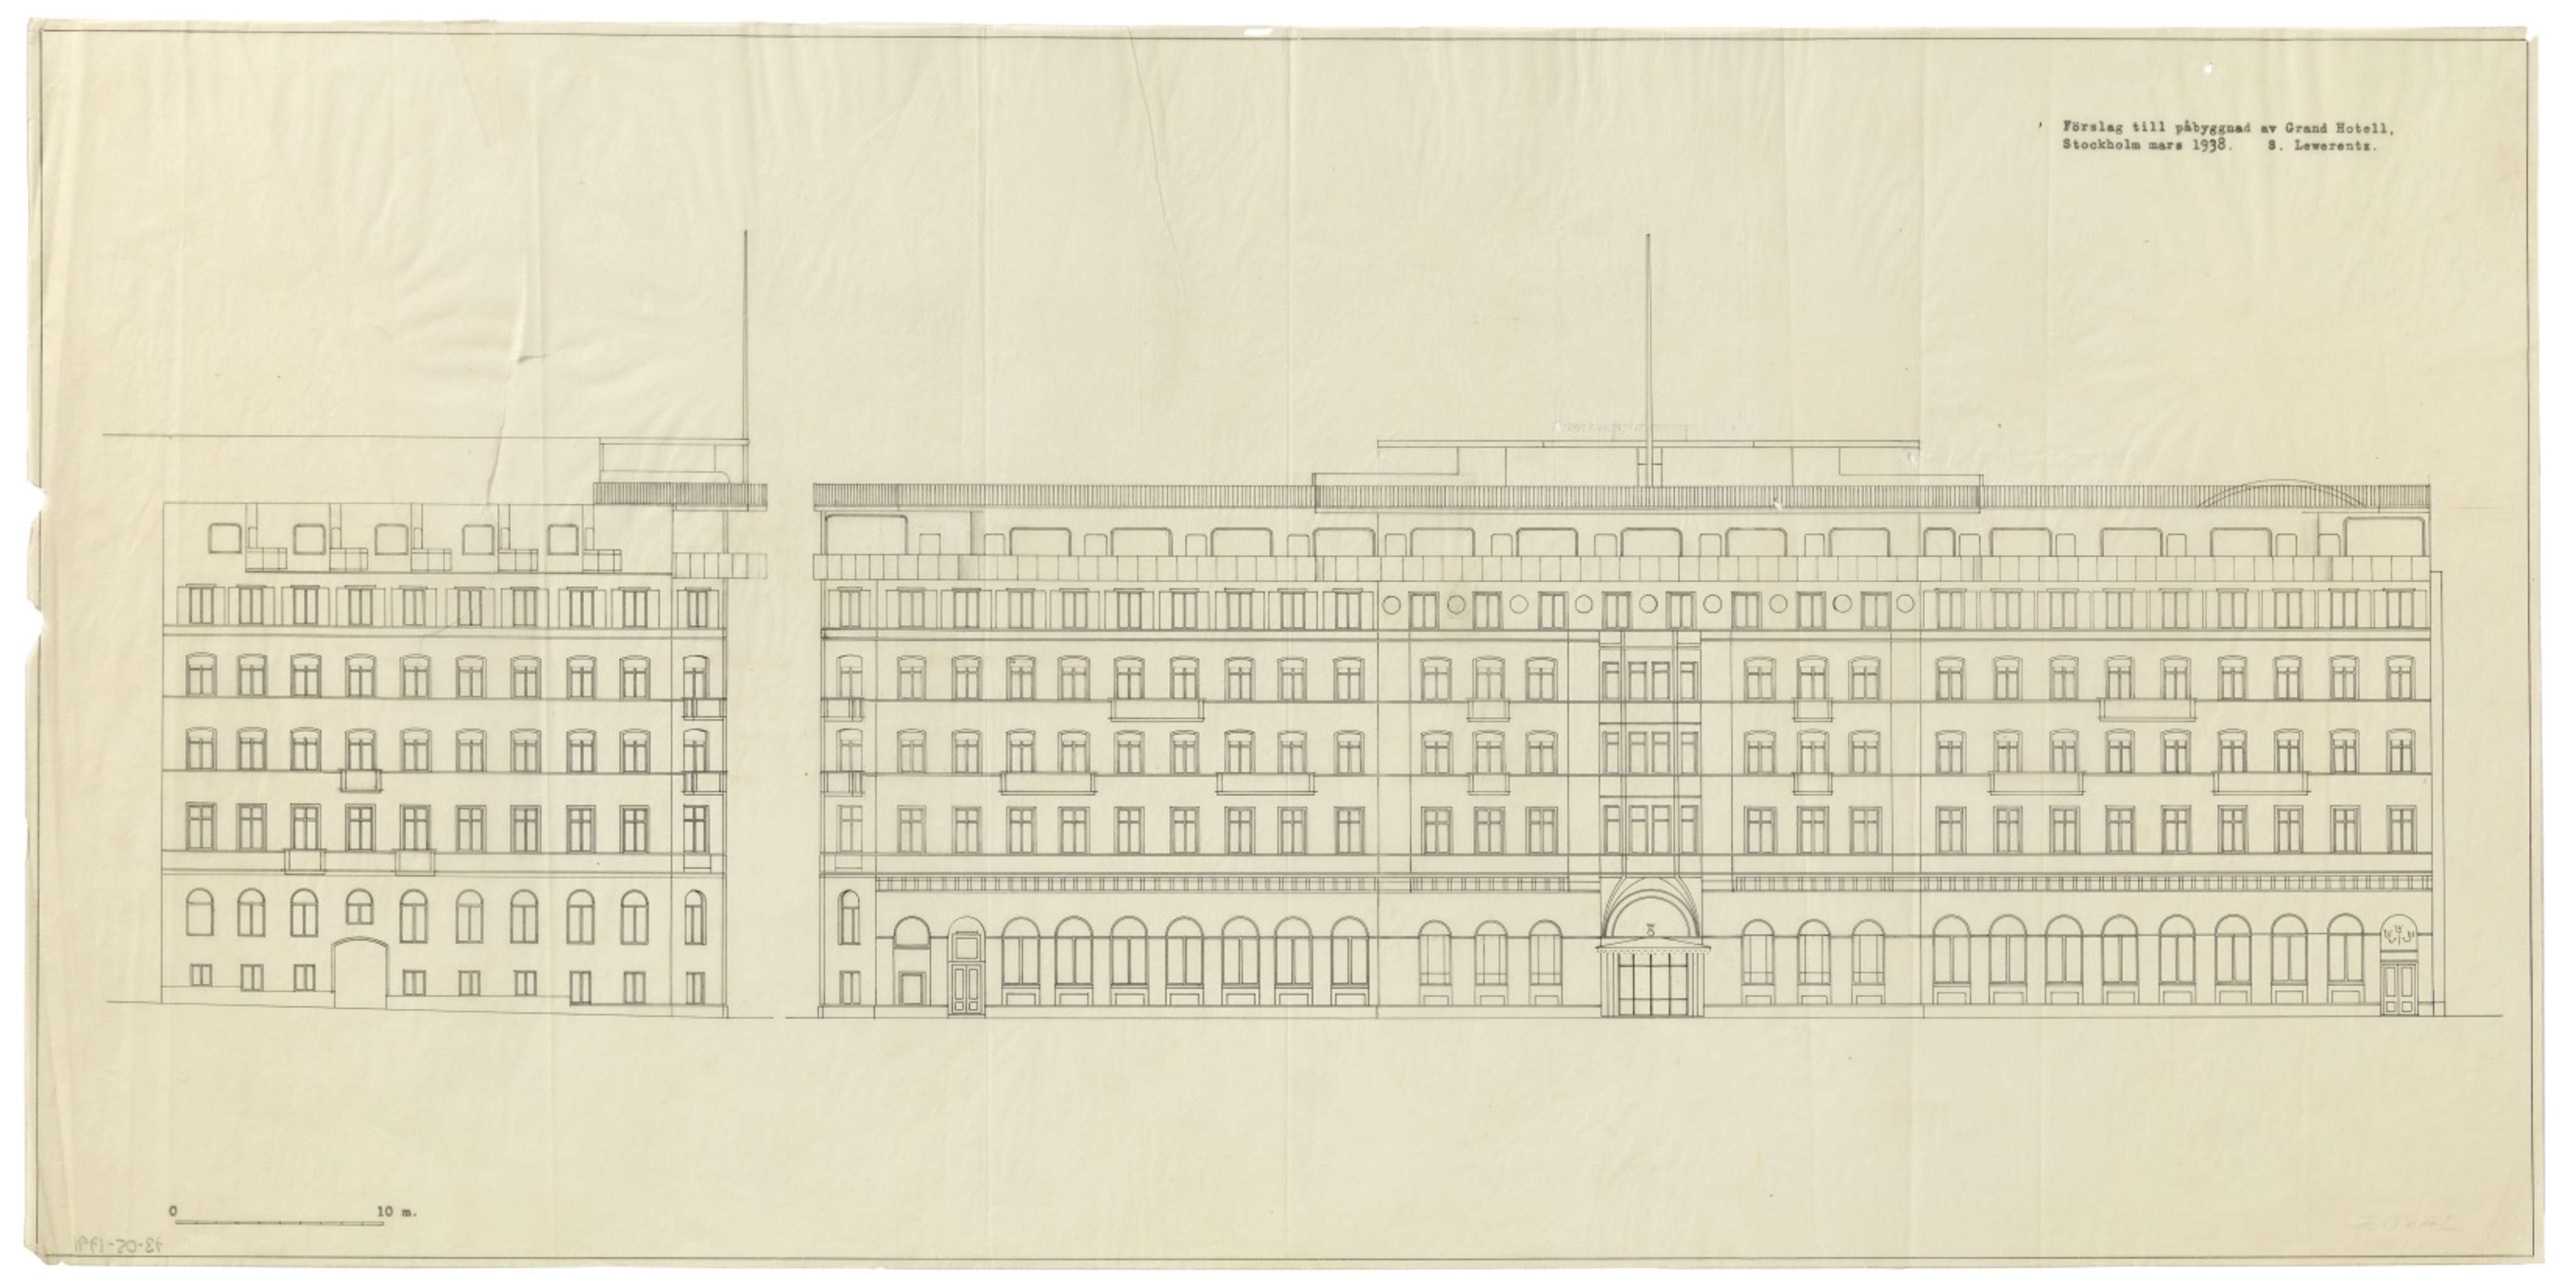 Förslag till påbyggnad av Grand Hotell,
Stockholm mars 1938. S. Lewerentz.
0 10 m.